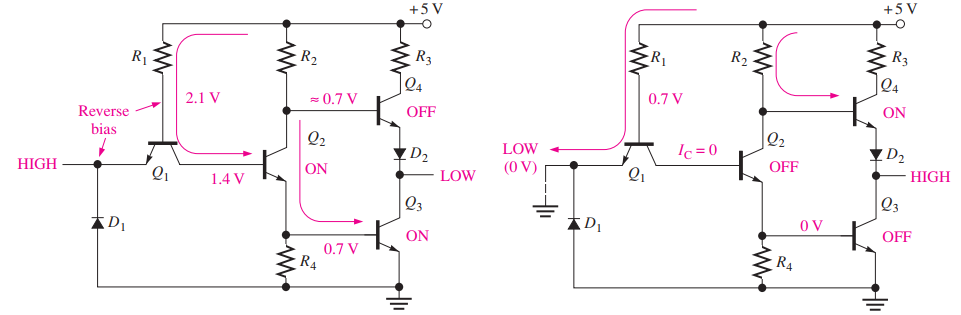 +5 V
R1
R2
R3
Q4
2.1 V
≈ 0.7 V
OFF
Reverse
bias
Q2
HIGH
ON
D2
Q1
1.4 V
LOW
Q3
D1
ON
0.7 V
R4
+5 V
R1
R2
R3
Q4
0.7 V
ON
Q2
LOW
(0 V)
IC = 0
OFF
D2
Q1
HIGH
Q3
D1
0 V
OFF
R4